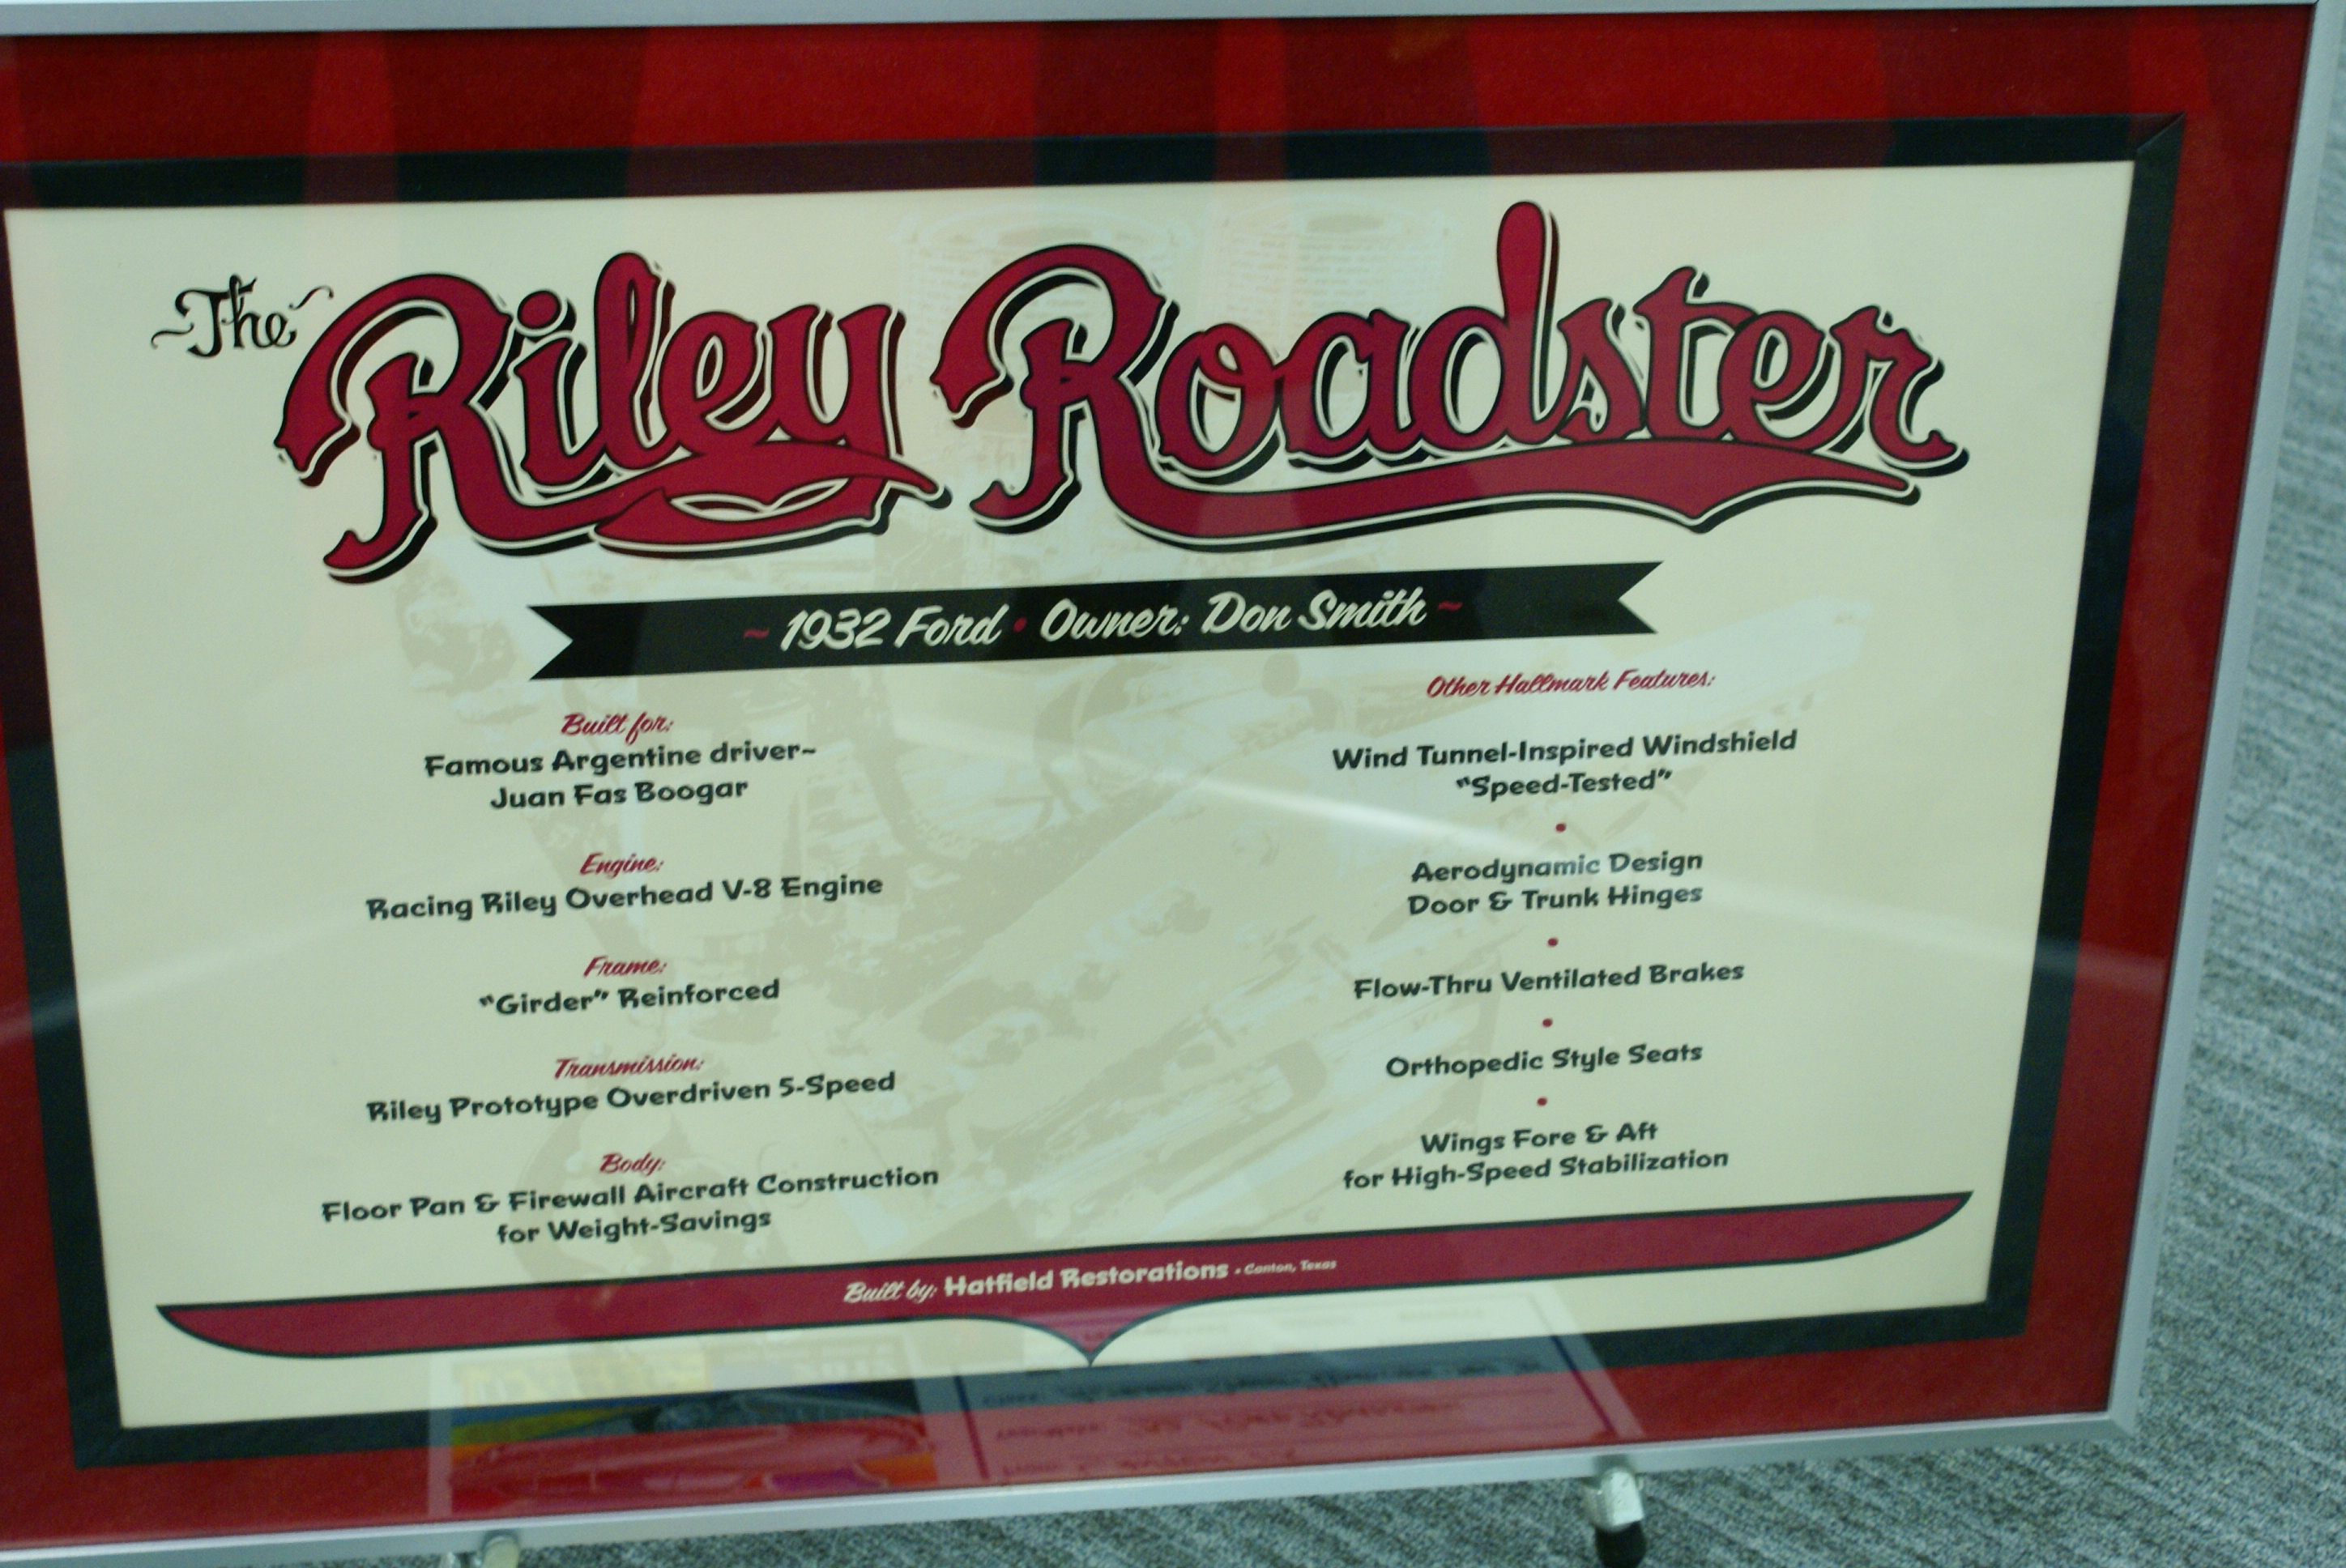 ~The~
Riley Roadster
~ 1932 Ford • Owner: Don Smith ~
Built for:
Famous Argentine driver~
Juan Fas Boogar
Engine:
Racing Riley Overhead V-8 Engine
Frame:
"Girder" Reinforced
Transmission:
Riley Prototype Overdriven 5-Speed
Body:
Floor Pan & Firewall Aircraft Construction
for Weight-Savings
Other Hallmark Features:
Wind Tunnel-Inspired Windshield
"Speed-Tested"
•
Aerodynamic Design
Door & Trunk Hinges
•
Flow-Thru Ventilated Brakes
•
Orthopedic Style Seats
•
Wings Fore & Aft
for High-Speed Stabilization
Built by: Hatfield Restorations • Canton, Texas